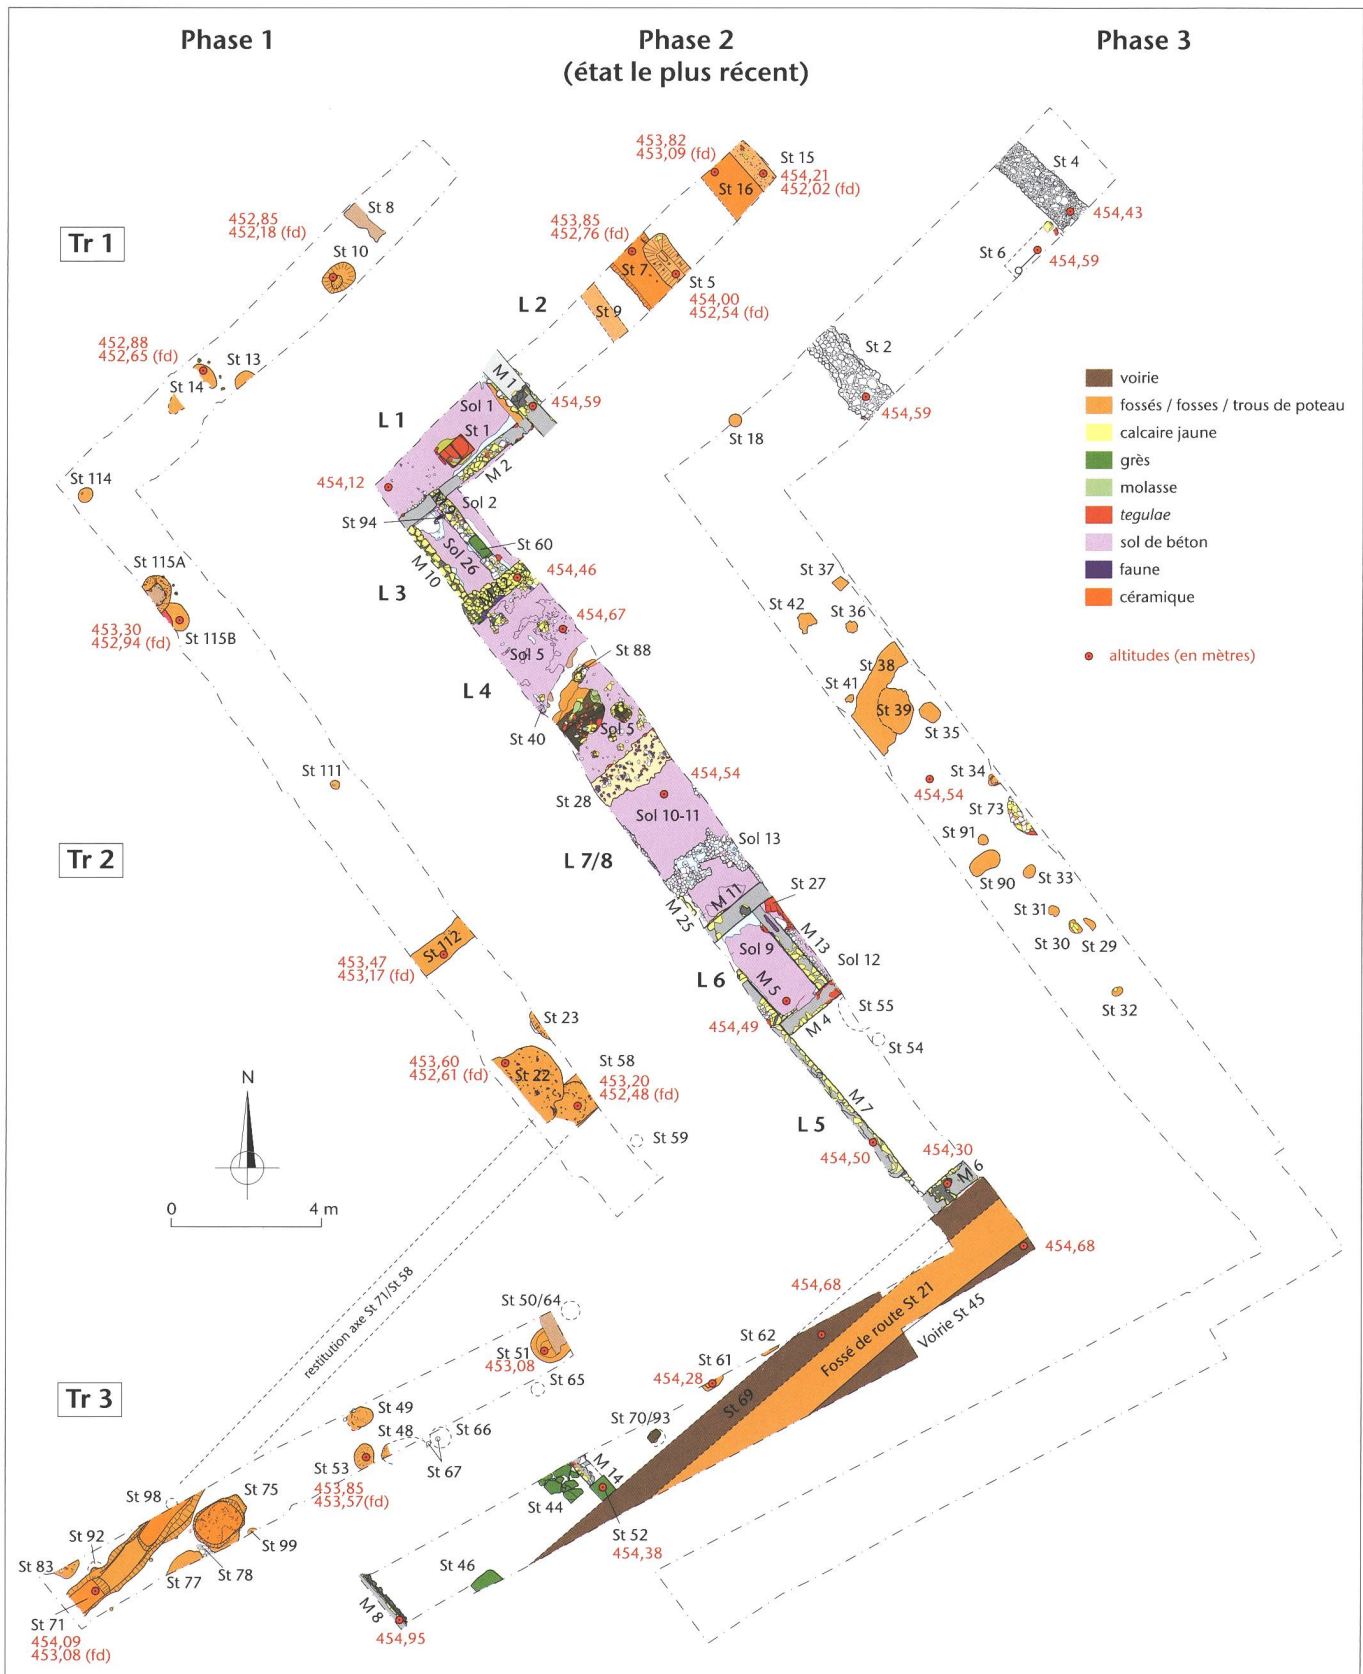 Phase 1
Phase 2
(état le plus récent)
Phase 3
Tr 1
St 8
452,85
452,18 (fd)
St 10
452,88
452,65 (fd)
St 13
St 14
St 114
St 115A
453,30
452,94 (fd)
St 115B
St 111
Tr 2
St 112
453,47
453,17 (fd)
St 23
453,60
452,61 (fd)
St 22
St 58
453,20
452,48 (fd)
St 59
N
0
4 m
restitution axe St 71/St 58
Tr 3
St 50/64
St 51
453,08
St 65
St 49
St 48
St 66
St 67
St 53
453,85
453,57(fd)
St 98
St 75
St 92
St 99
St 83
St 77
St 78
St 71
454,09
453,08 (fd)
453,82
453,09 (fd)
St 15
454,21
452,02 (fd)
St 16
453,85
452,76 (fd)
St 7
St 5
454,00
452,54 (fd)
L 2
St 9
M 1
454,59
L 1
Sol 1
St 1
M 2
454,12
M 9
Sol 2
St 94
Sol 26
St 60
M 10
454,46
L 3
454,67
Sol 5
St 88
L 4
St 40
Sol 5
454,54
St 28
Sol 10-11
Sol 13
L 7/8
M 11
St 27
M 25
M 13
Sol 9
Sol 12
L 6
M 5
St 55
454,49
M 4
St 54
M 7
L 5
454,50
454,30
M 6
454,68
454,68
Fossé de route St 21
Voirie St 45
St 62
St 61
454,28
St 69
St 70/93
M 14
St 44
St 52
454,38
St 46
M 8
454,95
St 4
454,43
St 6
454,59
St 2
454,59
St 18
voirie
fossés / fosses / trous de poteau
calcaire jaune
grès
molasse
tegulae
sol de béton
faune
céramique
altitudes (en mètres)
St 37
St 42
St 36
St 38
St 41
St 39
St 35
St 34
454,54
St 73
St 91
St 90
St 33
St 31
St 30
St 29
St 32